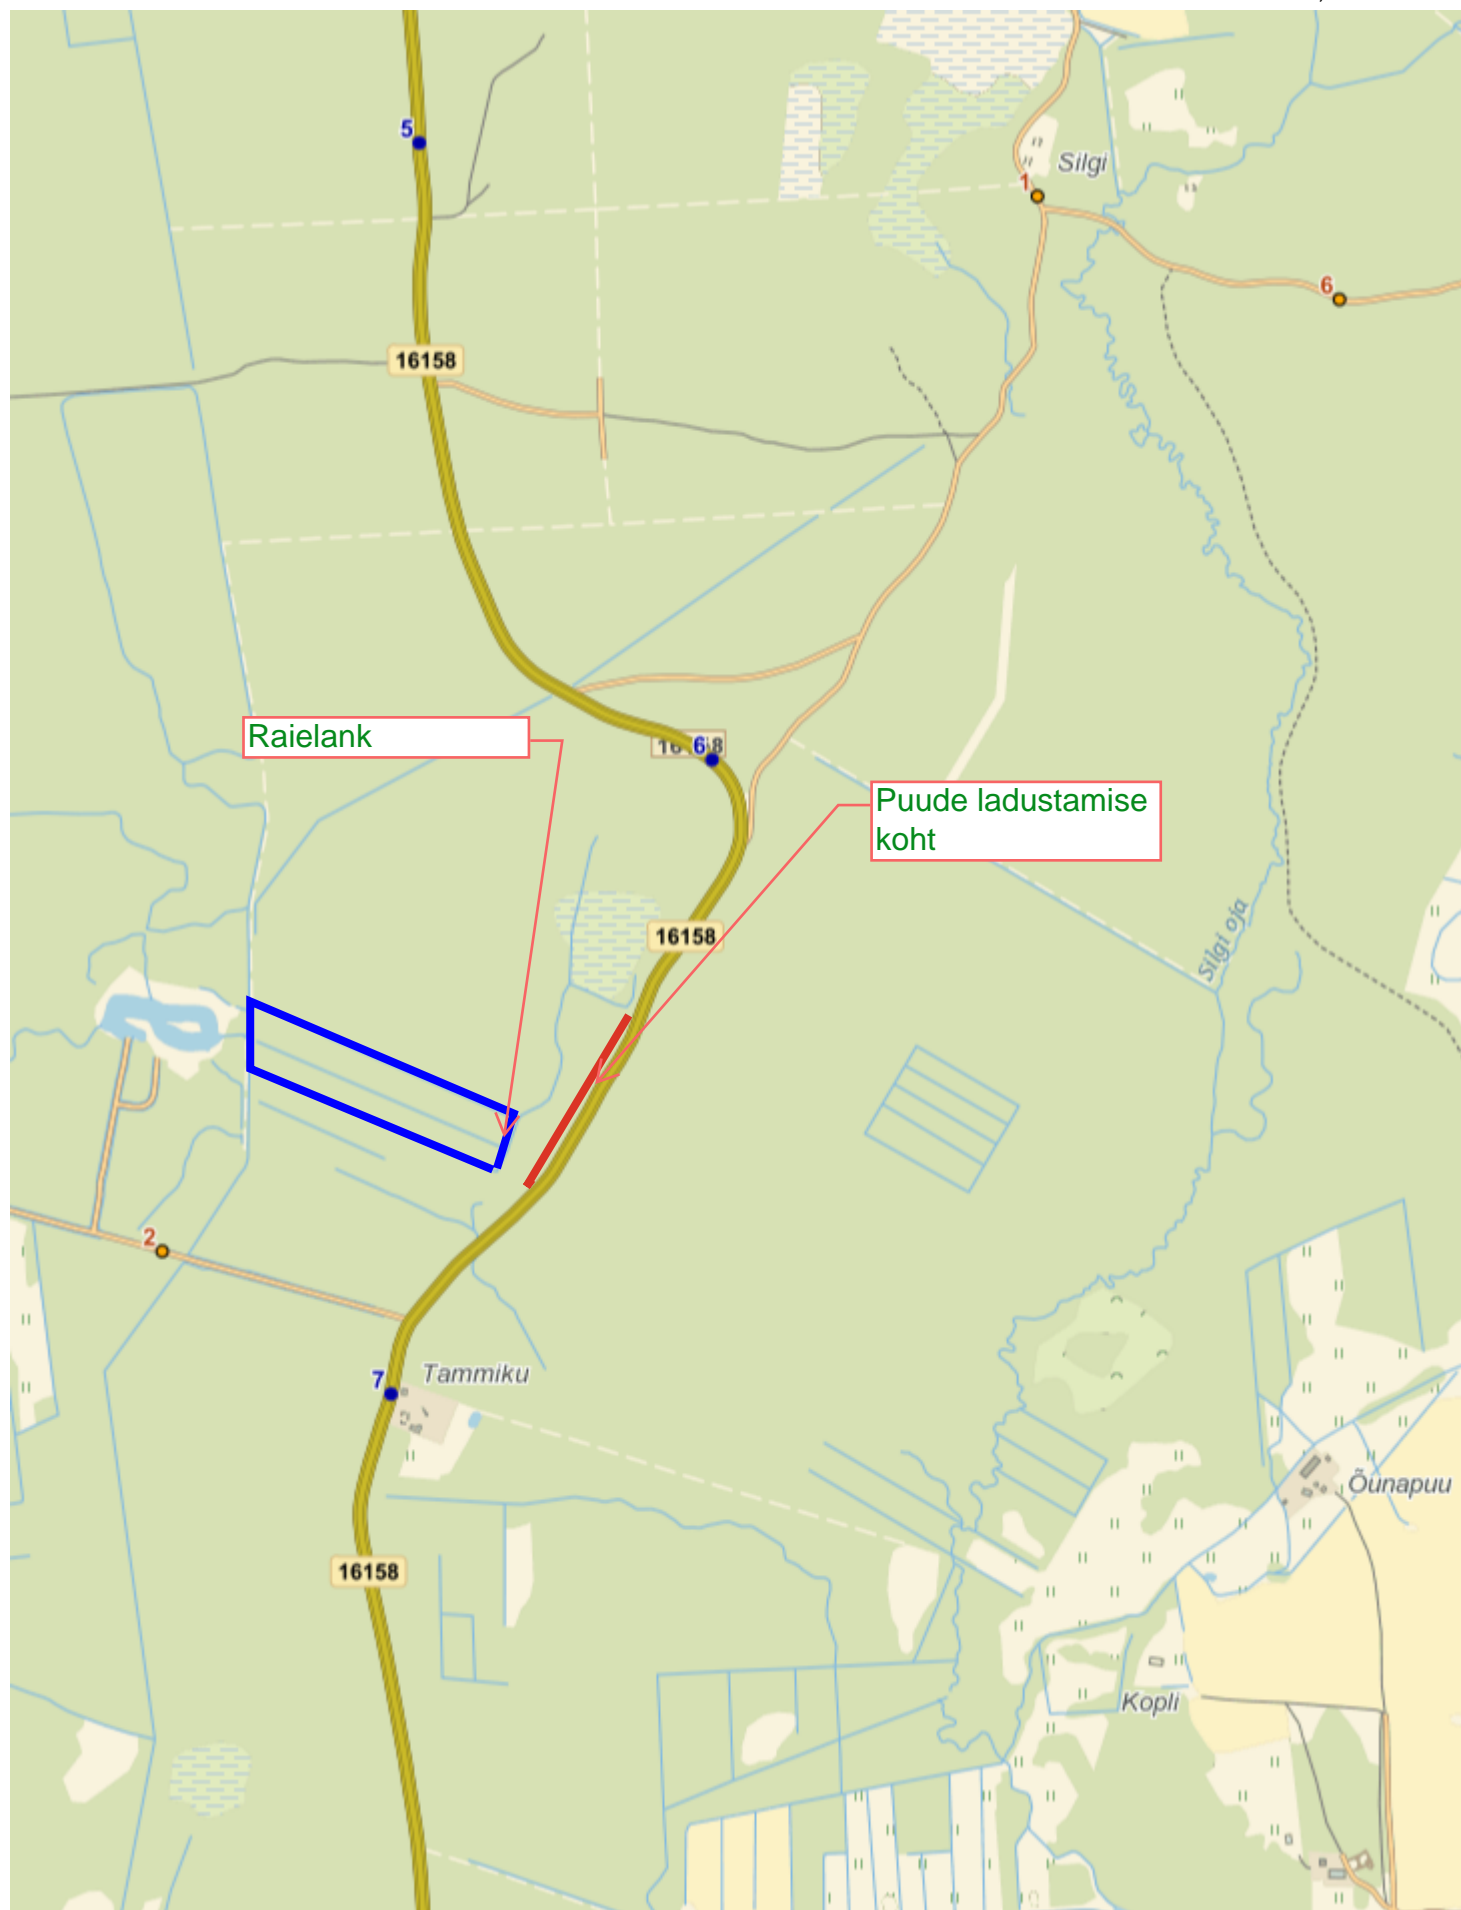 5
Silgi
1
6
16158
Raielank
6
Puude ladustamise
koht
16158
Silgi oja
2
7
Tammiku
Õunapuu
16158
Kopli